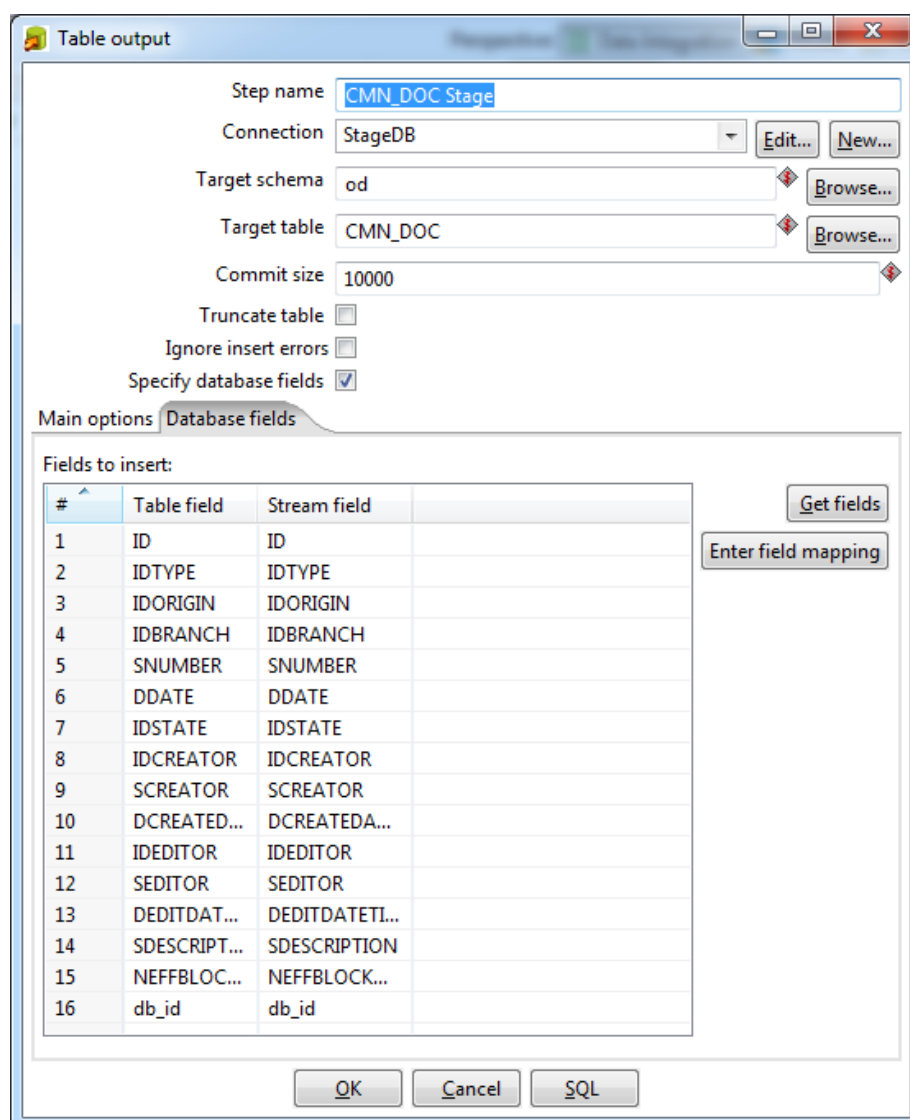 Table output
Step name CMN_DOC Stage
Connection StageDB Edit... New...
Target schema od Browse...
Target table CMN_DOC Browse...
Commit size 10000
Truncate table
Ignore insert errors
Specify database fields
Main options Database fields
Fields to insert:
# Table field Stream field Get fields
1 ID ID
Enter field mapping
2 IDTYPE IDTYPE
3 IDORIGIN IDORIGIN
4 IDBRANCH IDBRANCH
5 SNUMBER SNUMBER
6 DDATE DDATE
7 IDSTATE IDSTATE
8 IDCREATOR IDCREATOR
9 SCREATOR SCREATOR
10 DCREATED... DCREATEDA...
11 IDEDITOR IDEDITOR
12 SEDITOR SEDITOR
13 DEDITDAT... DEDITDATETI...
14 SDESCRIPT... SDESCRIPTION
15 NEFFBLOC... NEFFBLOCK...
16 db_id db_id
OK Cancel SQL